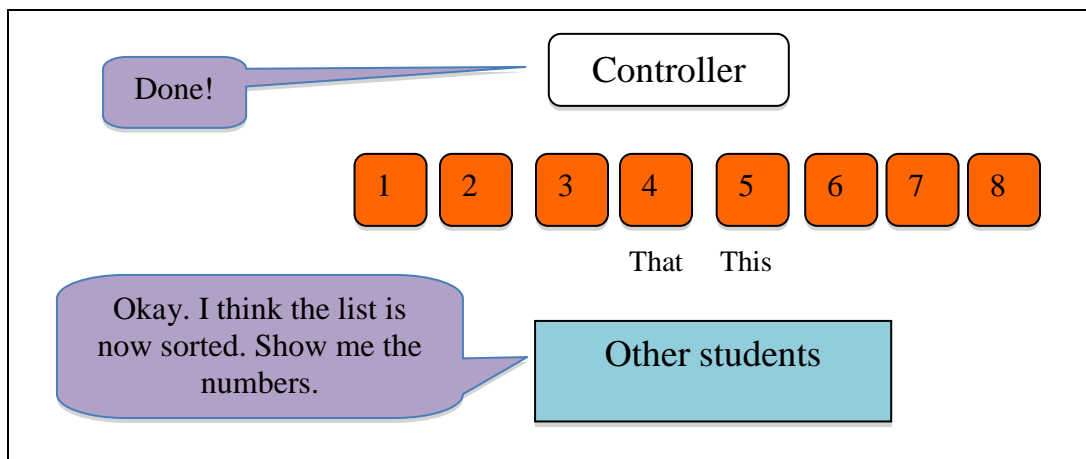 Controller
Done!
1 2 3 4 5 6 7 8
That This
Okay. I think the list is
now sorted. Show me the
numbers.
Other students